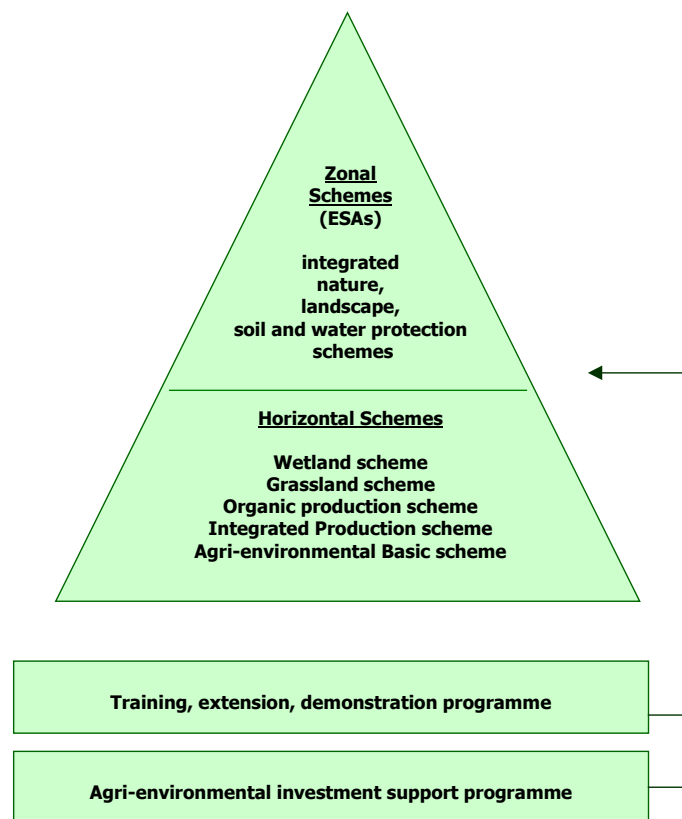 Zonal
Schemes
(ESAs)
integrated
nature,
landscape,
soil and water protection
schemes
Horizontal Schemes
Wetland scheme
Grassland scheme
Organic production scheme
Integrated Production scheme
Agri-environmental Basic scheme
Training, extension, demonstration programme
Agri-environmental investment support programme